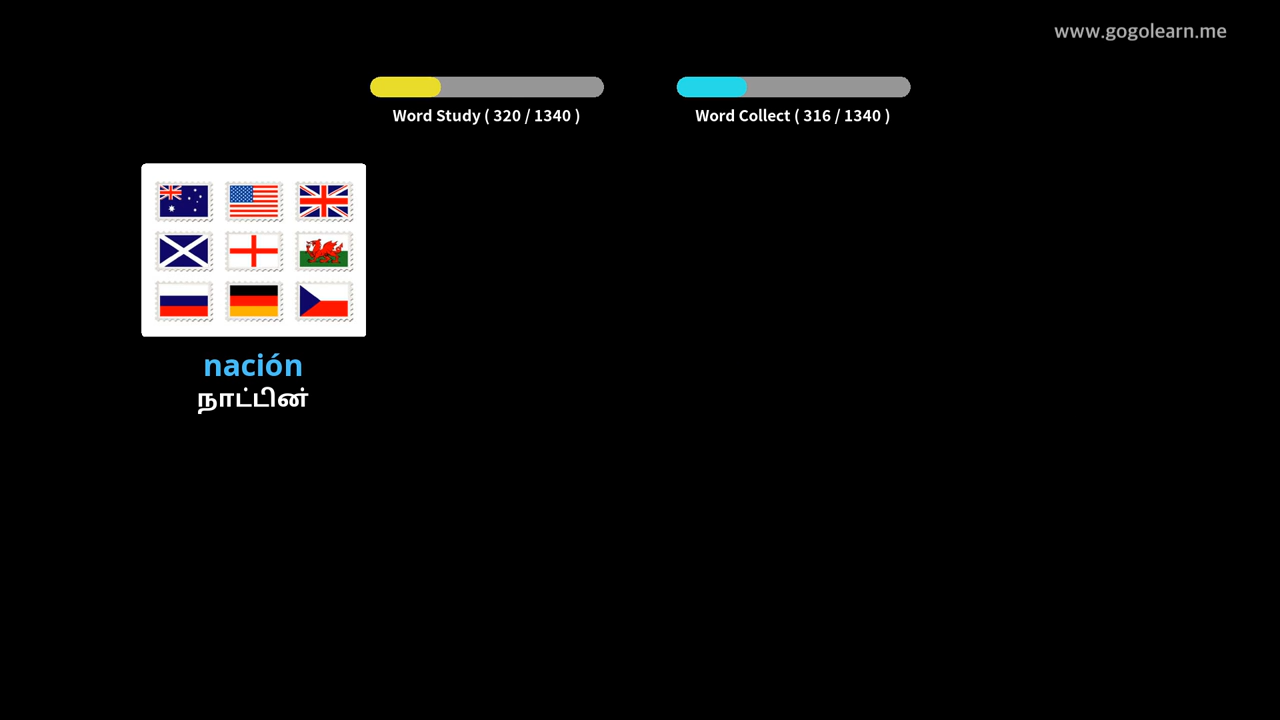 www.gogolearn.me
Word Study ( 320 / 1340 )
Word Collect ( 316 / 1340 )
nación
நாட்டின்